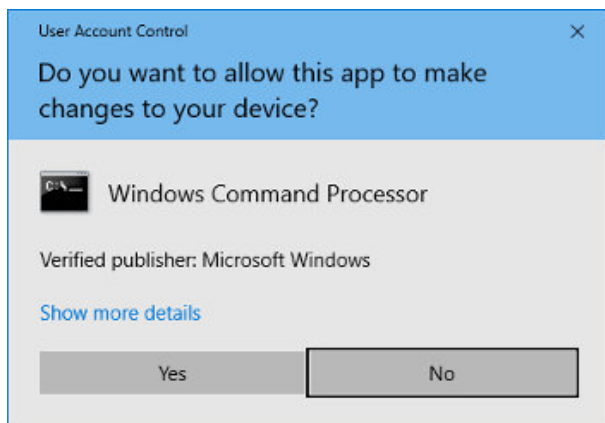 User Account Control
Do you want to allow this app to make
changes to your device?
C:\_
Windows Command Processor
Verified publisher: Microsoft Windows
Show more details
Yes
No